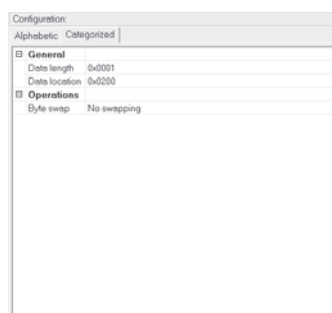 Configuration:
Alphabetic Categorized
General
Data length 0x0001
Data location 0x0200
Operations
Byte swap No swapping